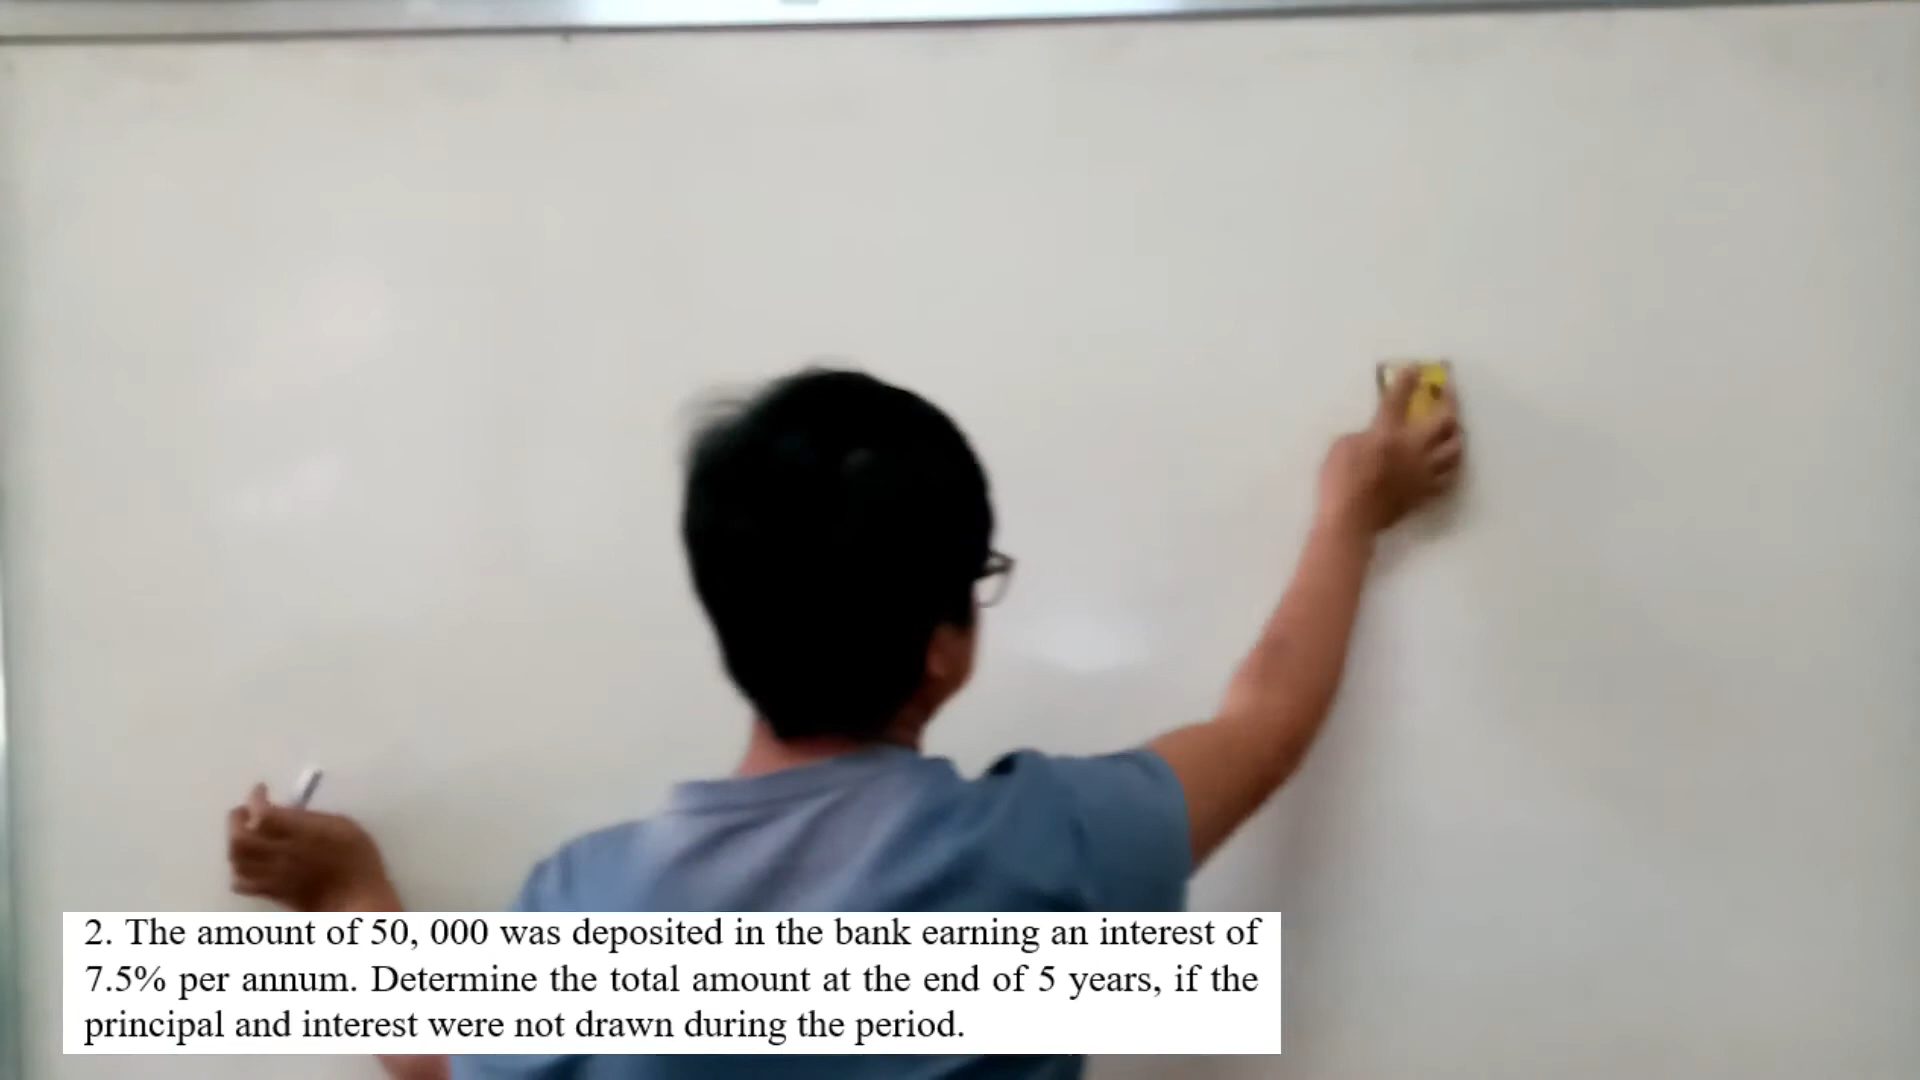 2. The amount of 50, 000 was deposited in the bank earning an interest of
7.5% per annum. Determine the total amount at the end of 5 years, if the
principal and interest were not drawn during the period.